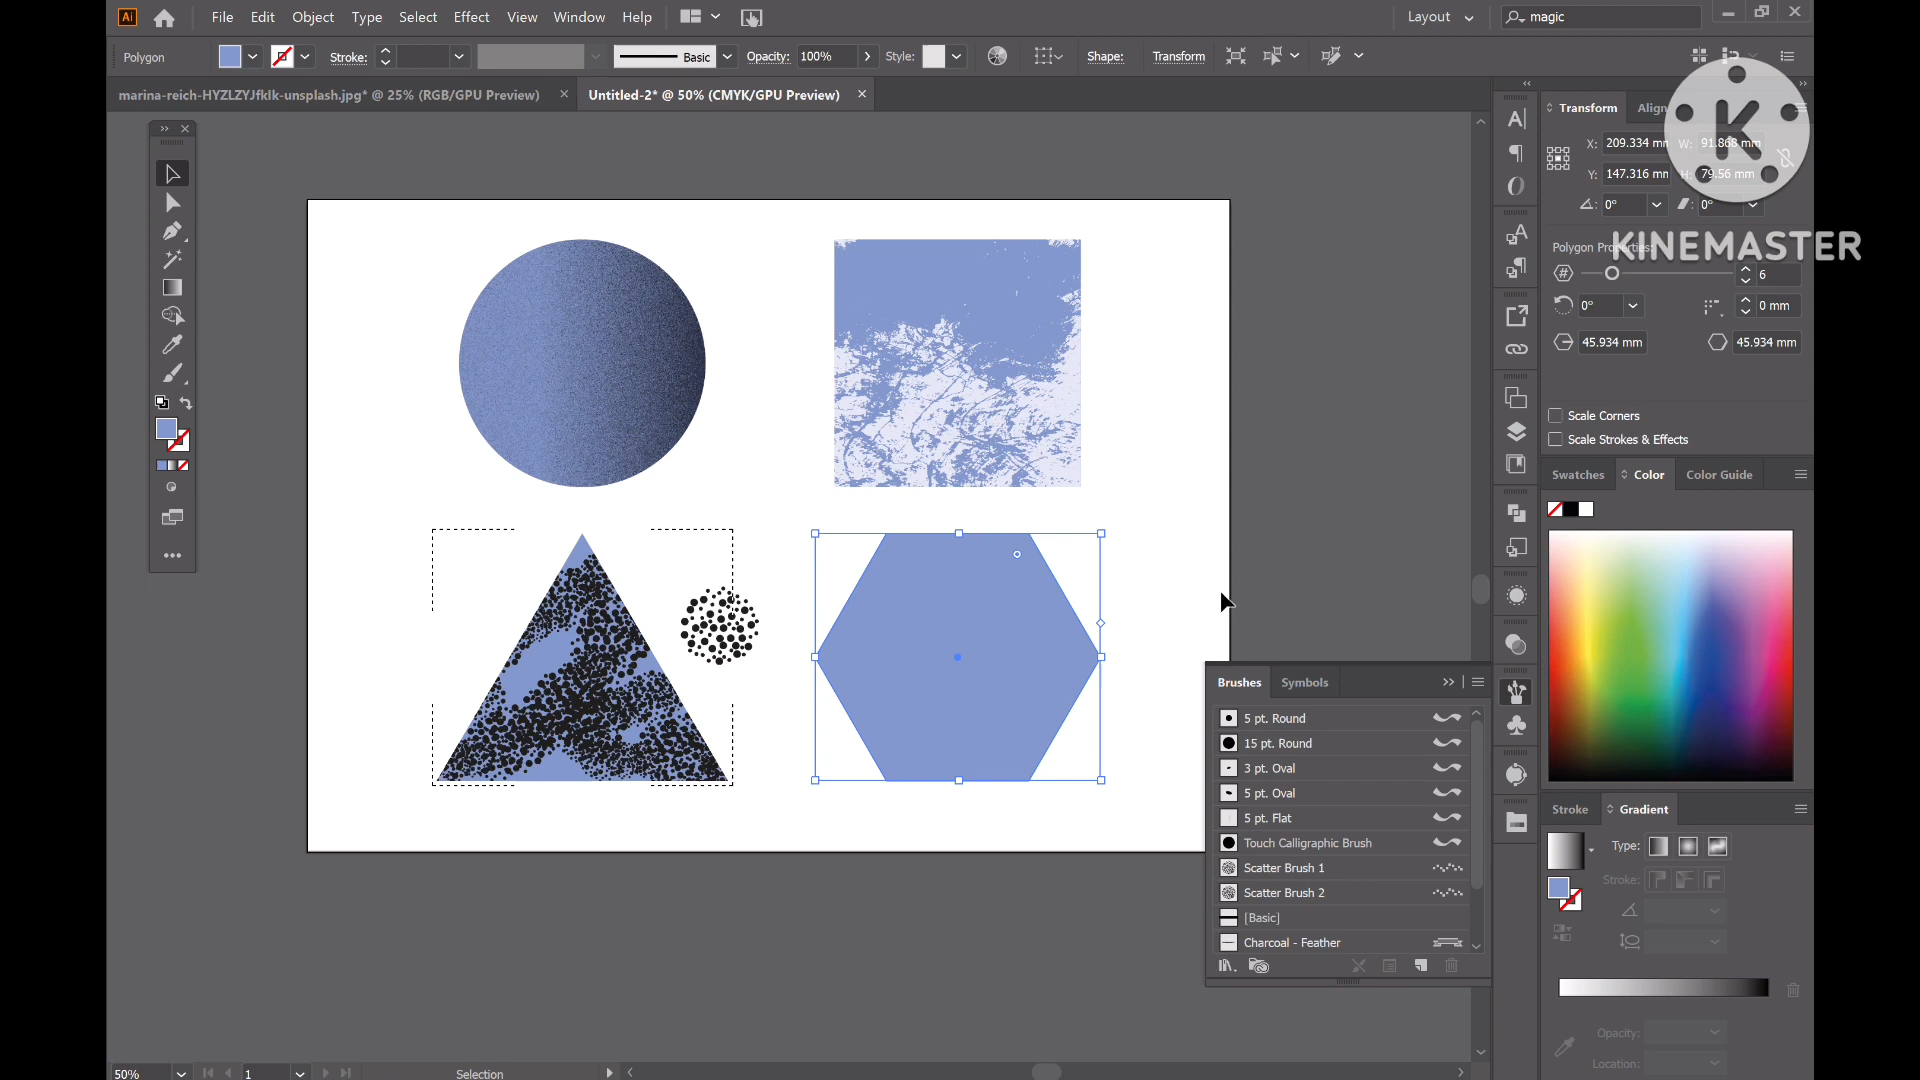 File Edit Object Type Select Effect View Window Help Layout magic
Polygon Stroke: Basic Opacity: 100% Style: Shape: Transform
marina-reich-HYZLZYJfkIk-unsplash.jpg* @ 25% (RGB/GPU Preview) Untitled-2* @ 50% (CMYK/GPU Preview)
Transform Align
X: 209.334 mm W: 91.868 mm
Y: 147.316 mm H: 79.56 mm
0° 0°
KINEMASTER
Polygon Properties:
6
0° 0 mm
45.934 mm 45.934 mm
Scale Corners
Scale Strokes & Effects
Swatches Color Color Guide
Brushes Symbols
5 pt. Round
15 pt. Round
3 pt. Oval
5 pt. Oval
5 pt. Flat
Touch Calligraphic Brush
Scatter Brush 1
Scatter Brush 2
[Basic]
Charcoal - Feather
Stroke Gradient
Type:
Stroke:
Opacity:
Location:
50% 1 Selection